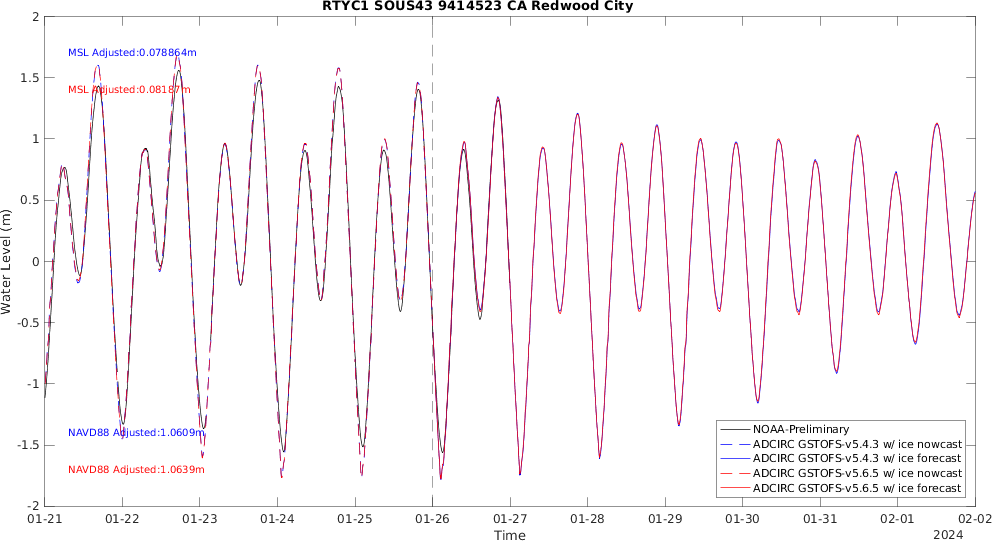 RTYC1 SOUS43 9414523 CA Redwood City
2
1.5
1
0.5
0
-0.5
-1
-1.5
-2
Water Level (m)
MSL Adjusted:0.078864m
MSL Adjusted:0.08187m
NAVD88 Adjusted:1.0609m
NAVD88 Adjusted:1.0639m
NOAA-Preliminary
ADCIRC GSTOFS-v5.4.3 w/ ice nowcast
ADCIRC GSTOFS-v5.4.3 w/ ice forecast
ADCIRC GSTOFS-v5.6.5 w/ ice nowcast
ADCIRC GSTOFS-v5.6.5 w/ ice forecast
01-21 01-22 01-23 01-24 01-25 01-26 01-27 01-28 01-29 01-30 01-31 02-01 02-02
Time
2024